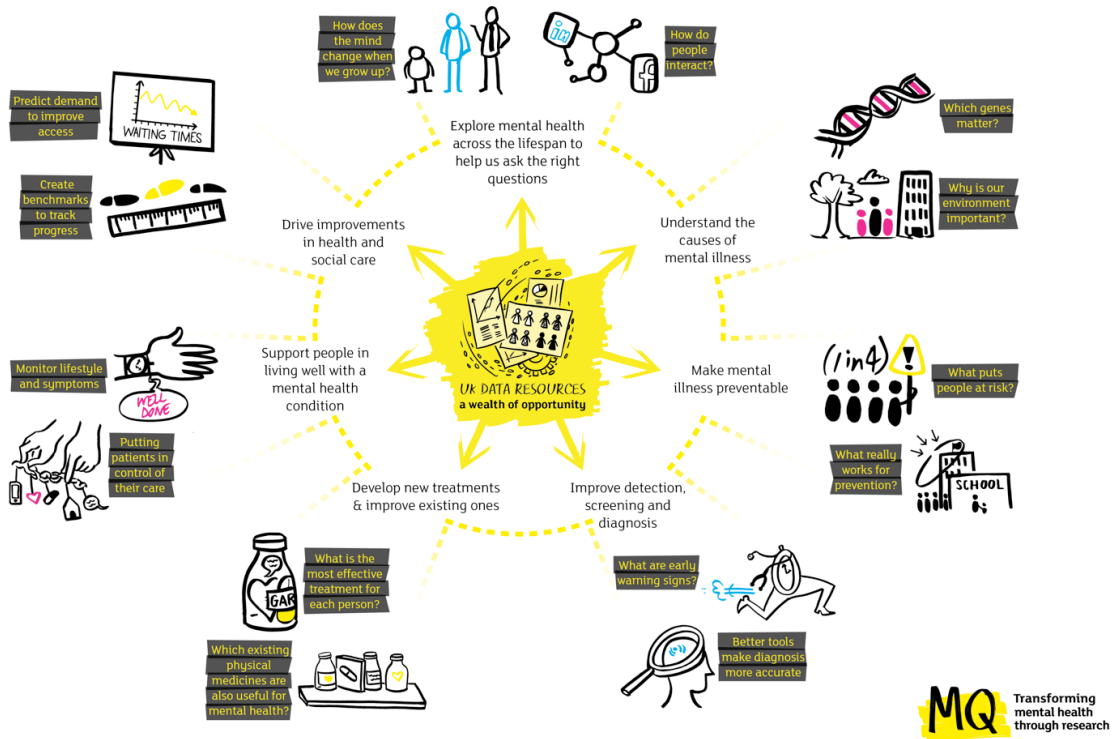 How does
the mind
change when
we grow up?
in
f
How do
people
interact?
Predict demand
to improve
access
WAITING TIMES
Create
benchmarks
to track
progress
Explore mental health
across the lifespan to
help us ask the right
questions
Which genes
matter?
Why is our
environment
important?
Drive improvements
in health and
social care
Understand the
causes of
mental illness
Monitor lifestyle
and symptoms
WELL
DONE
Putting
patients in
control of
their care
Support people in
living well with a
mental health
condition
UK DATA RESOURCES
a wealth of opportunity
Make mental
illness preventable
(1 in 4)
!
What puts
people at risk?
What really
works for
prevention?
SCHOOL
Develop new treatments
& improve existing ones
Improve detection,
screening and
diagnosis
GAR
What is the
most effective
treatment for
each person?
Which existing
physical
medicines are
also useful for
mental health?
What are early
warning signs?
Better tools
make diagnosis
more accurate
MQ
Transforming
mental health
through research